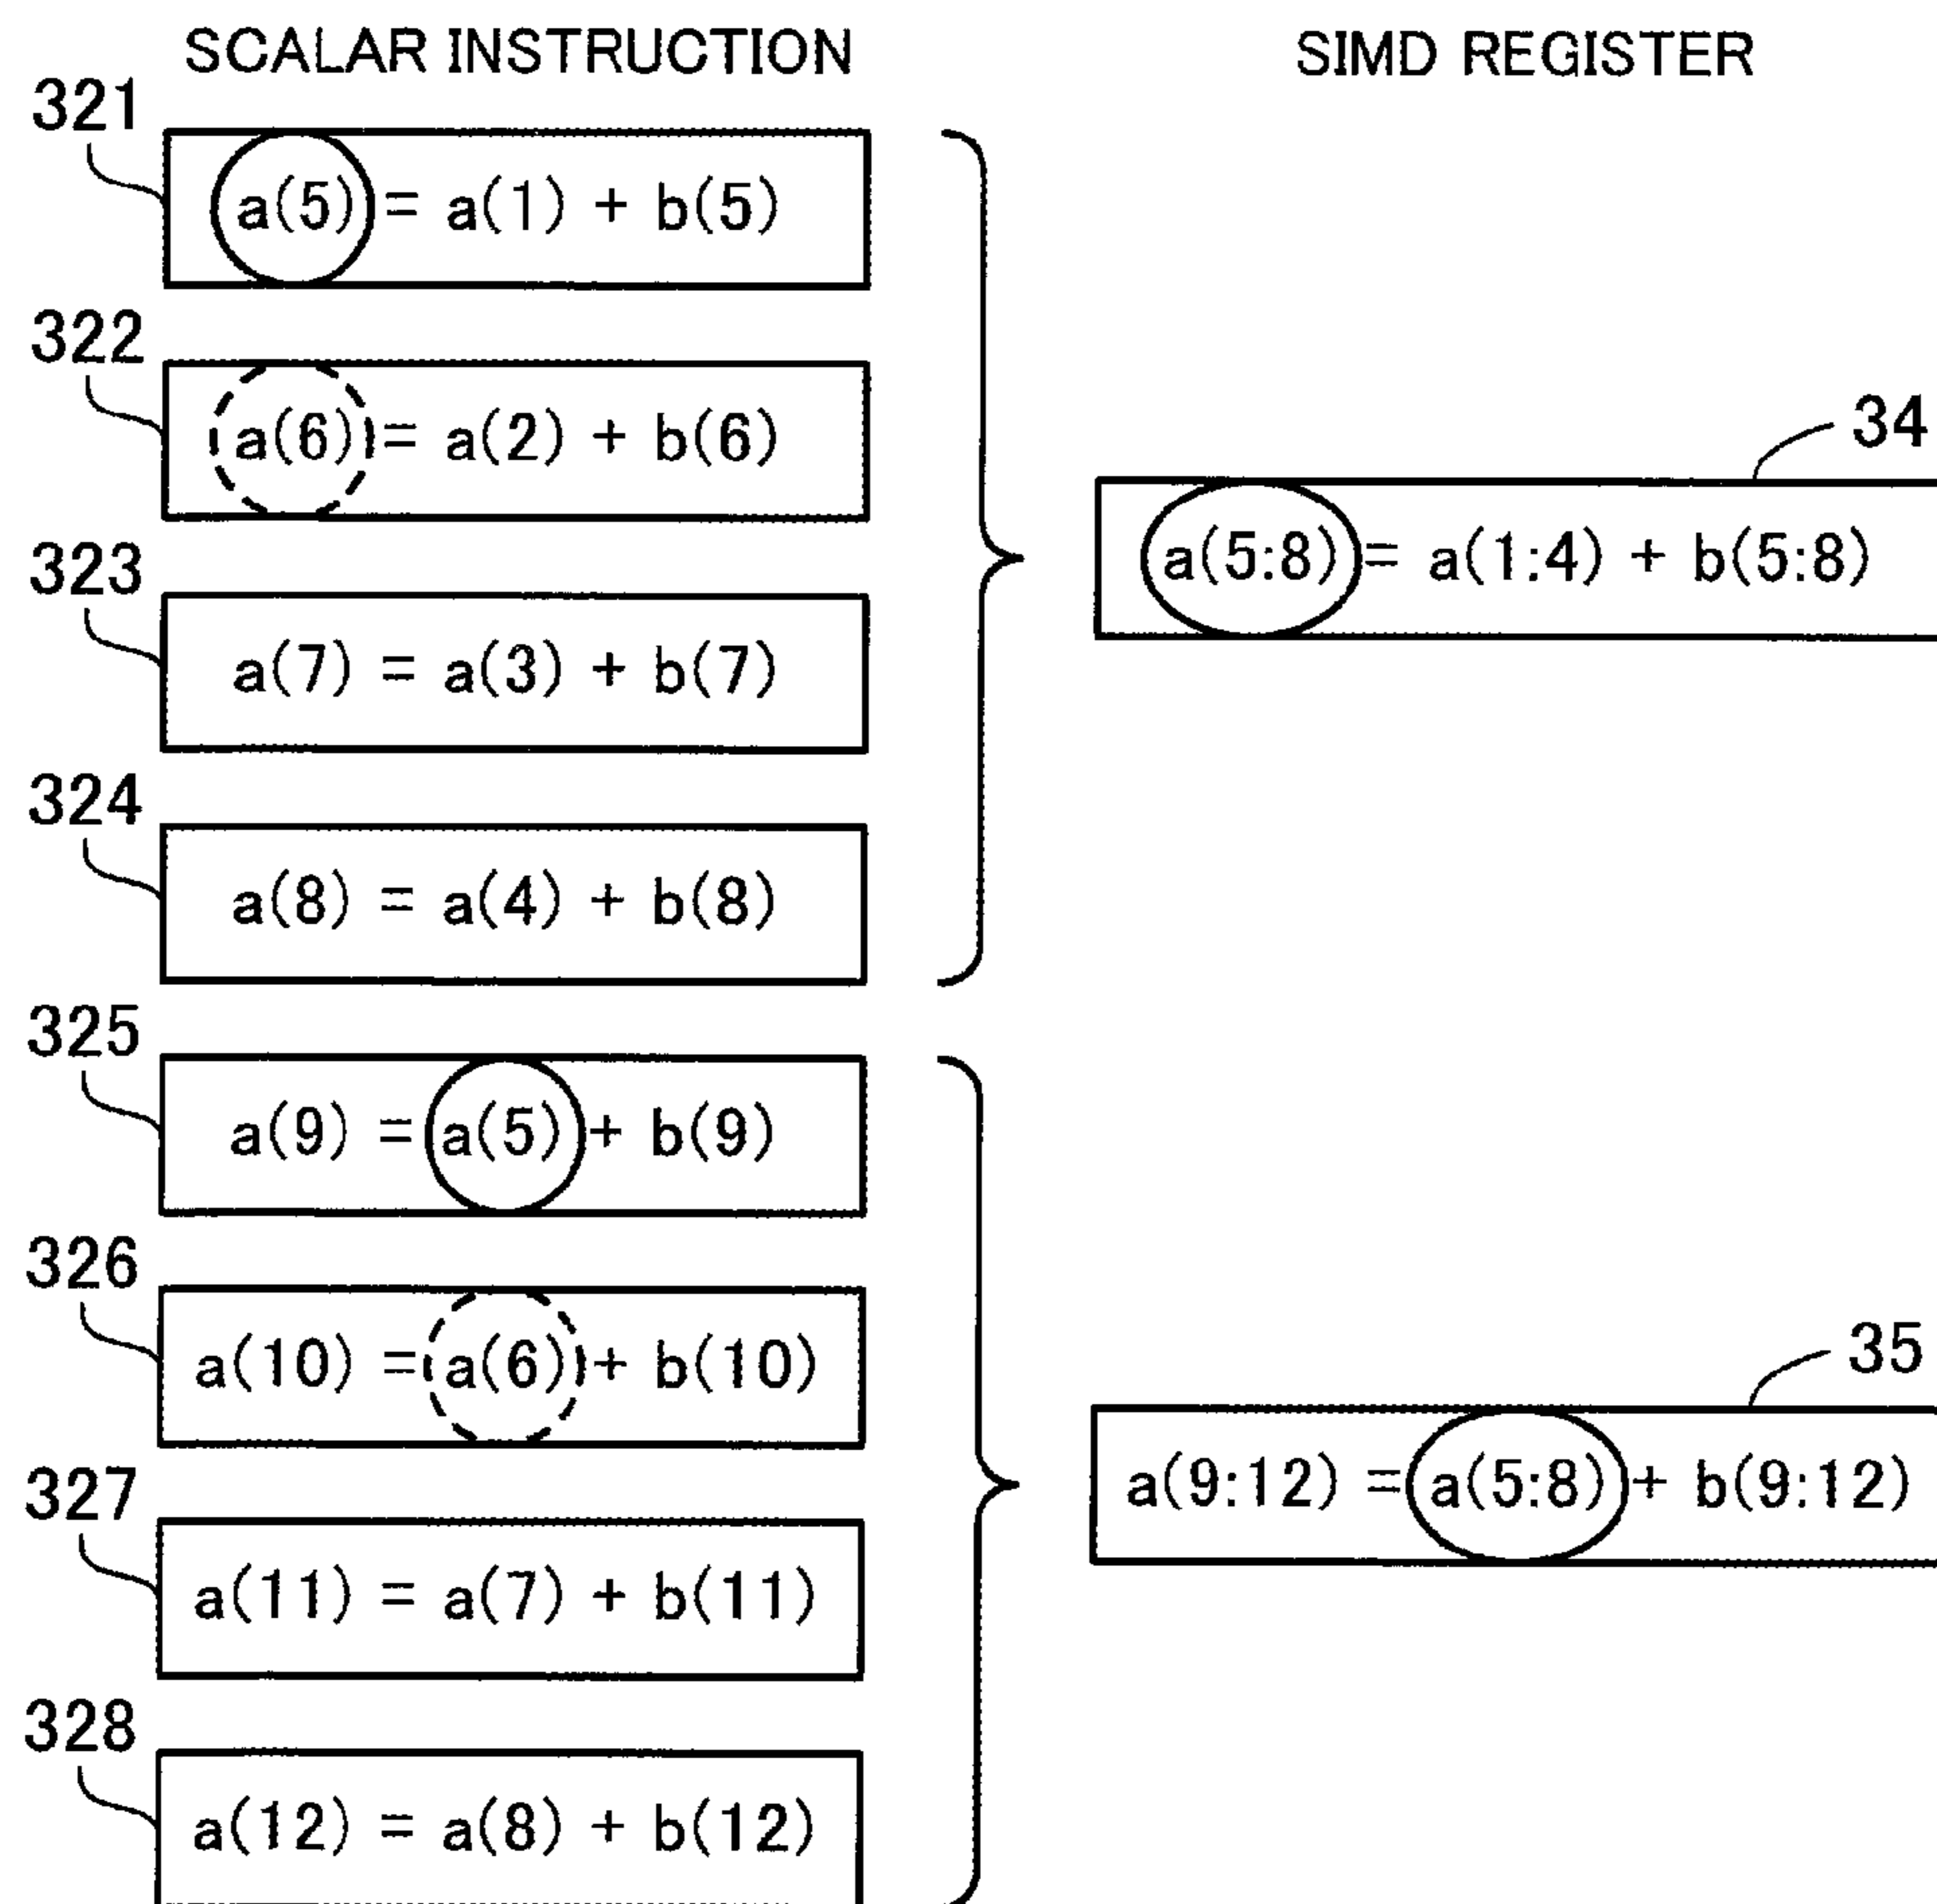 SCALAR INSTRUCTION
SIMD REGISTER
321
a(5) = a(1) + b(5)
322
a(6) = a(2) + b(6)
323
a(7) = a(3) + b(7)
324
a(8) = a(4) + b(8)
34
a(5:8) = a(1:4) + b(5:8)
325
a(9) = a(5) + b(9)
326
a(10) = a(6) + b(10)
327
a(11) = a(7) + b(11)
328
a(12) = a(8) + b(12)
35
a(9:12) = a(5:8) + b(9:12)